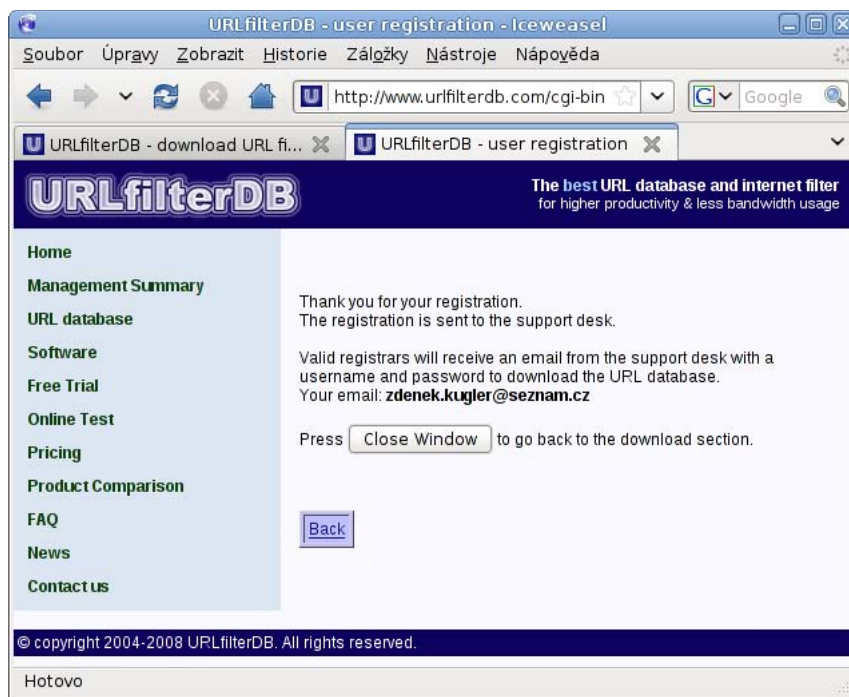 URLfilterDB - user registration - Iceweasel
Soubor Úpravy Zobrazit Historie Záložky Nástroje Nápověda
U http://www.urlfilterdb.com/cgi-bin G Google
U URLfilterDB - download URL fi... U URLfilterDB - user registration
URLfilterDB
The best URL database and internet filter
for higher productivity & less bandwidth usage
Home
Management Summary
URL database
Software
Free Trial
Online Test
Pricing
Product Comparison
FAQ
News
Contact us
Thank you for your registration.
The registration is sent to the support desk.
Valid registrars will receive an email from the support desk with a
username and password to download the URL database.
Your email: zdenek.kugler@seznam.cz
Press Close Window to go back to the download section.
Back
© copyright 2004-2008 URLfilterDB. All rights reserved.
Hotovo